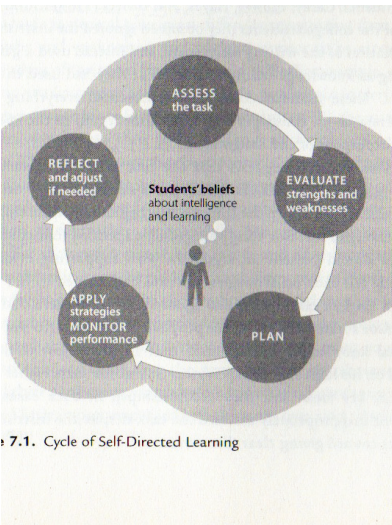 ASSESS
the task
EVALUATE
strengths and
weaknesses
PLAN
APPLY
strategies
MONITOR
performance
REFLECT
and adjust
if needed
Students' beliefs
about intelligence
and learning
7.1. Cycle of Self-Directed Learning